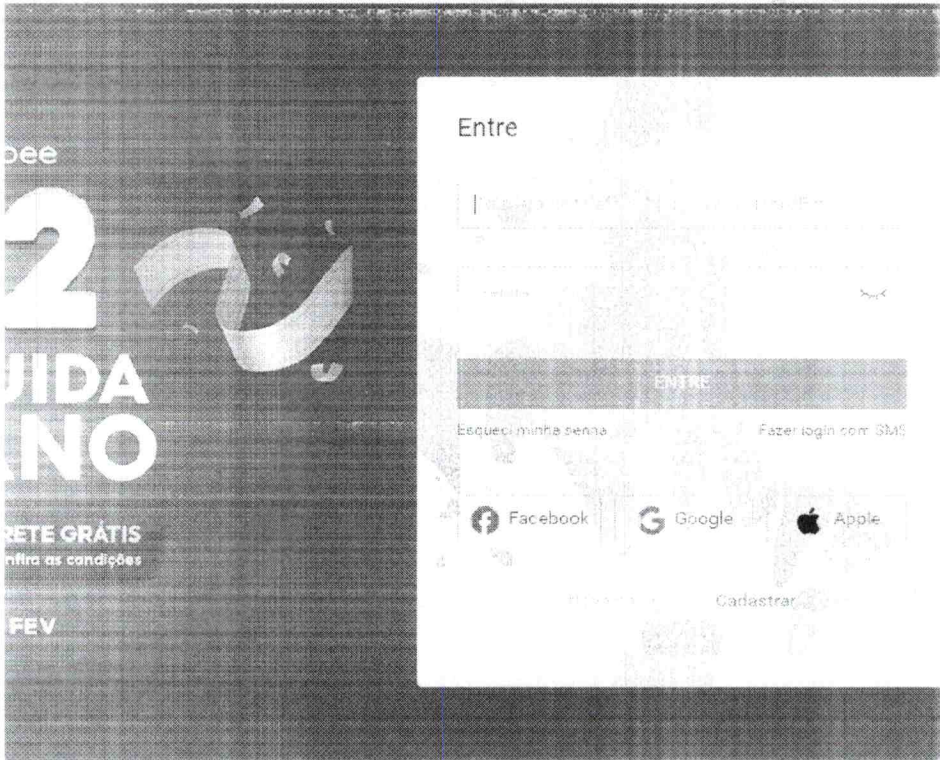 pee
2
UIDA
ANO
RETE GRÁTIS
nfira as condições
FEV
Entre
ENTRE
Esqueci minha senha
Fazer login com SMS
Facebook
Google
Apple
Cadastrar